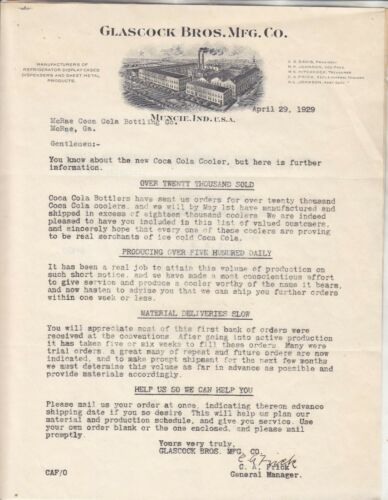 GLASCOCK BROS. MFG. CO.
MANUFACTURERS OF
REFRIGERATOR DISPLAY CASES
DISPENSERS AND SHEET METAL
PRODUCTS.
MUNCIE, IND. U.S.A.
April 29, 1929
McRae Coca Cola Bottling Co.
McRae, Ga.
Gentlemen:-
You know about the new Coca Cola Cooler, but here is further
information.
OVER TWENTY THOUSAND SOLD
Coca Cola Bottlers have sent us orders for over twenty thousand
Coca Cola coolers, and we will by May 1st have manufactured and
shipped in excess of eighteen thousand coolers. We are indeed
pleased to have you included in this list of valued customers,
and sincerely hope that every one of these coolers are proving
to be real merchants of ice cold Coca Cola.
PRODUCING OVER FIVE HUNDRED DAILY
It has been a real job to attain this volume of production on
such short notice, and we have made a most conscientious effort
to give service and produce a cooler worthy of the name it bears,
and now hasten to advise you that we can ship you further orders
within one week or less.
MATERIAL DELIVERIES SLOW
You will appreciate most of this first bank of orders were
received at the conventions. After going into active production
it has taken five or six weeks to fill these orders. Many were
trial orders, a great many of repeat and future orders are now
indicated, and to make prompt shipment for the next few months
we must determine this volume as far in advance as possible and
provide materials accordingly.
HELP US SO WE CAN HELP YOU
Please mail us your order at once, indicating thereon advance
shipping date if you so desire. This will help us plan our
material and production schedule, and give you service. Use
your own order blank or the one enclosed, and please mail
promptly
Yours very truly,
GLASCOCK BROS. MFG. CO.
C. A. Frick
CAF/O
General Manager.